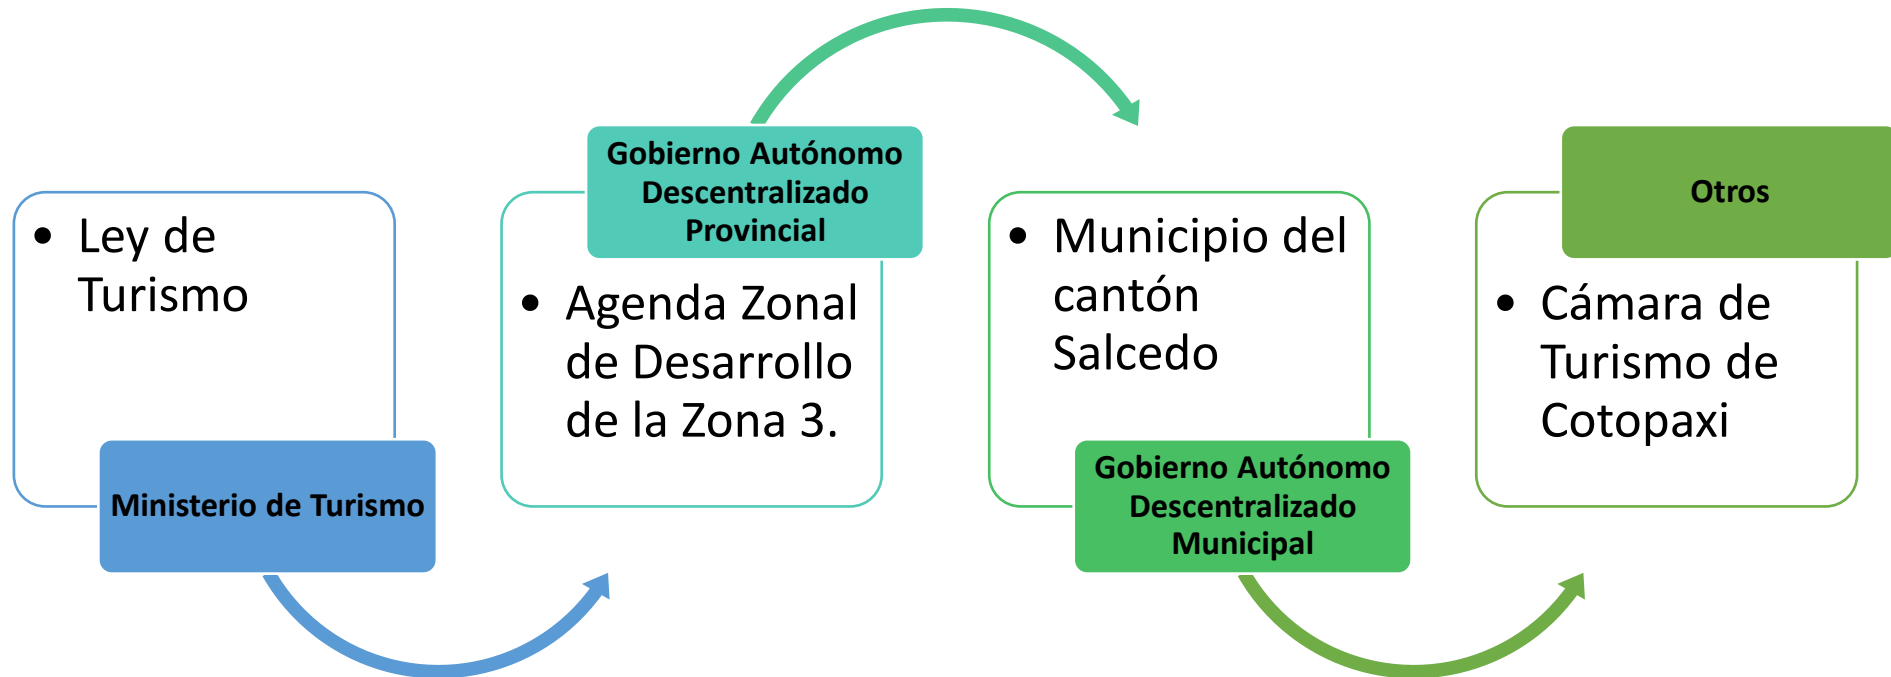 • Ley de
Turismo
Ministerio de Turismo
Gobierno Autónomo
Descentralizado
Provincial
• Agenda Zonal
de Desarrollo
de la Zona 3.
• Municipio del
cantón
Salcedo
Gobierno Autónomo
Descentralizado
Municipal
Otros
• Cámara de
Turismo de
Cotopaxi